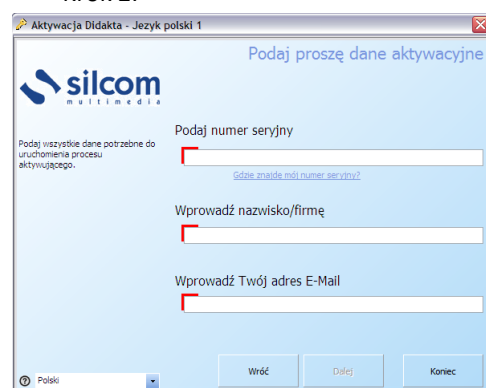 Aktywacja Didakta - Jezyk polski 1
Podaj proszę dane aktywacyjne
silcom
multimedia
Podaj wszystkie dane potrzebne do
uruchomienia procesu
aktywującego.
Podaj numer seryjny
Gdzie znajde mój numer seryjny?
Wprowadź nazwisko/firmę
Wprowadź Twój adres E-Mail
Polski
Wróć
Dalej
Koniec